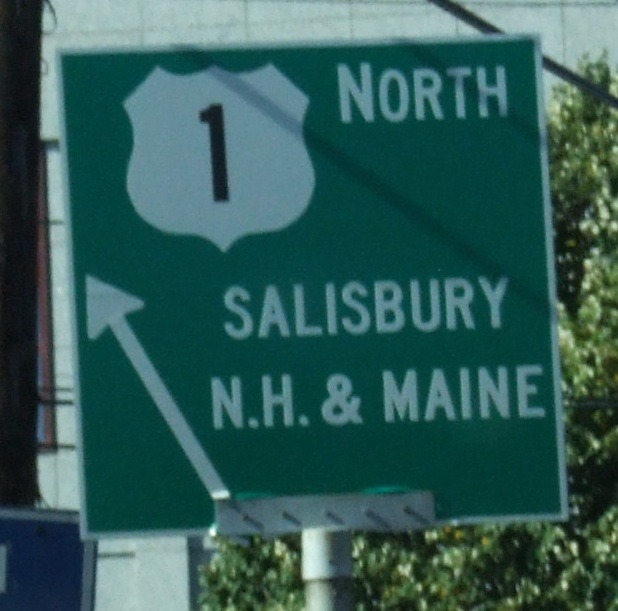 1 NORTH
SALISBURY
N.H. & MAINE